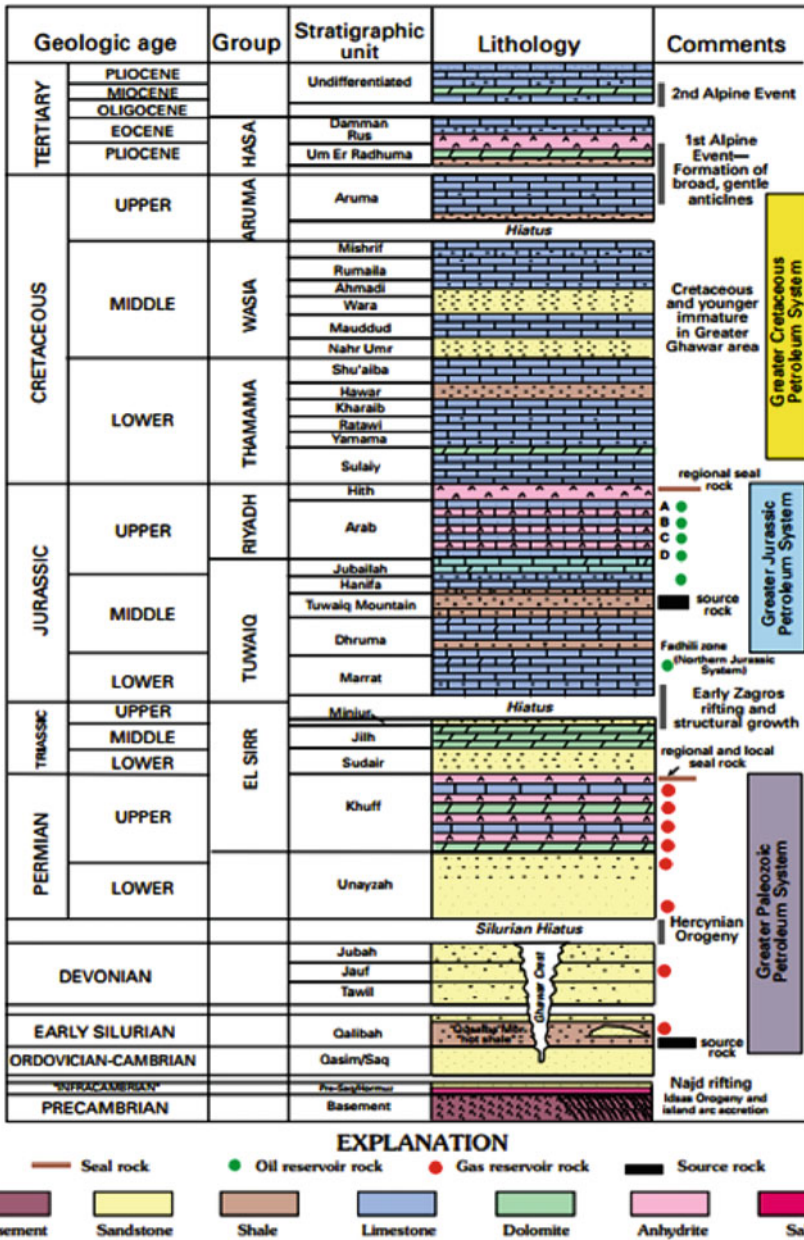 Geologic age
Group
Stratigraphic
unit
Lithology
Comments
TERTIARY
PLIOCENE
MIOCENE
OLIGOCENE
EOCENE
PLIOCENE
HASA
Undifferentiated
Damman
Rus
Um Er Radhuma
2nd Alpine Event
1st Alpine
Event—
Formation of
broad, gentle
anticlnes
CRETACEOUS
UPPER
MIDDLE
LOWER
ARUMA
WASIA
THAMAMA
Aruma
Hiatus
Mishrif
Rumaila
Ahmadi
Wara
Mauddud
Nahr Umr
Shu'aiba
Hawar
Kharaib
Ratawi
Yamama
Sulaiy
Cretaceous
and younger
immature
in Greater
Ghawar area
Greater Cretaceous
Petroleum System
JURASSIC
UPPER
MIDDLE
LOWER
RIYADH
TUWAIQ
Hith
Arab
Jubailah
Hanifa
Tuwaiq Mountain
Dhruma
Marrat
regional seal
rock
A
B
C
D
source
rock
Fadhili zone
(Northern Jurassic
System)
Greater Jurassic
Petroleum System
TRIASSIC
UPPER
MIDDLE
LOWER
EL SIRR
Hiatus
Minjur
Jilh
Sudair
Early Zagros
rifting and
structural growth
regional and local
seal rock
PERMIAN
UPPER
LOWER
Khuff
Unayzah
Silurian Hiatus
Hercynian
Orogeny
Greater Paleozoic
Petroleum System
DEVONIAN
Jubah
Jauf
Tawil
Ghawar Crest
EARLY SILURIAN
Qalibah
"hot shale"
source
rock
ORDOVICIAN-CAMBRIAN
Qasim/Saq
"INFRACAMBRIAN"
Pre-Saq/Hormuz
Najd rifting
Idsas Orogeny and
island arc accretion
PRECAMBRIAN
Basement
EXPLANATION
Seal rock
Oil reservoir rock
Gas reservoir rock
Source rock
sement
Sandstone
Shale
Limestone
Dolomite
Anhydrite
Sa